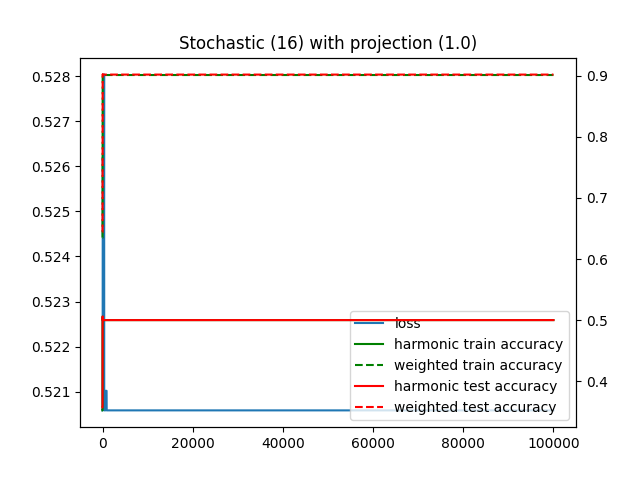 Stochastic (16) with projection (1.0)
0.528
0.527
0.526
0.525
0.524
0.523
0.522
0.521
0.9
0.8
0.7
0.6
0.5
0.4
loss
harmonic train accuracy
weighted train accuracy
harmonic test accuracy
weighted test accuracy
0 20000 40000 60000 80000 100000